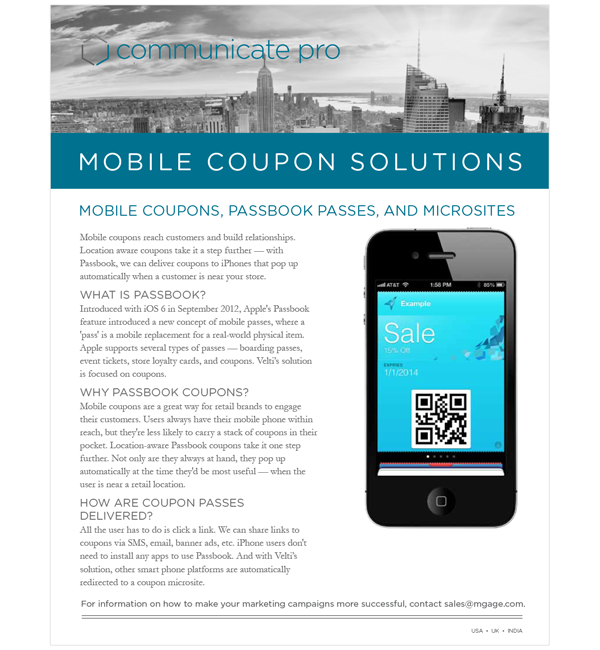 communicate pro
MOBILE COUPON SOLUTIONS
MOBILE COUPONS, PASSBOOK PASSES, AND MICROSITES
Mobile coupons reach customers and build relationships.
Location aware coupons take it a step further — with
Passbook, we can deliver coupons to iPhones that pop up
automatically when a customer is near your store.
WHAT IS PASSBOOK?
Introduced with iOS 6 in September 2012, Apple's Passbook
feature introduced a new concept of mobile passes, where a
'pass' is a mobile replacement for a real-world physical item.
Apple supports several types of passes — boarding passes,
event tickets, store loyalty cards, and coupons. Velti's solution
is focused on coupons.
WHY PASSBOOK COUPONS?
Mobile coupons are a great way for retail brands to engage
their customers. Users always have their mobile phone within
reach, but they're less likely to carry a stack of coupons in their
pocket. Location-aware Passbook coupons take it one step
further. Not only are they always at hand, they pop up
automatically at the time they'd be most useful — when the
user is near a retail location.
HOW ARE COUPON PASSES
DELIVERED?
All the user has to do is click a link. We can share links to
coupons via SMS, email, banner ads, etc. iPhone users don't
need to install any apps to use Passbook. And with Velti's
solution, other smart phone platforms are automatically
redirected to a coupon microsite.
AT&T 1:58 PM 85%
Example
Sale
15% Off
EXPIRES
1/1/2014
For information on how to make your marketing campaigns more successful, contact sales@mgage.com.
USA • UK • INDIA